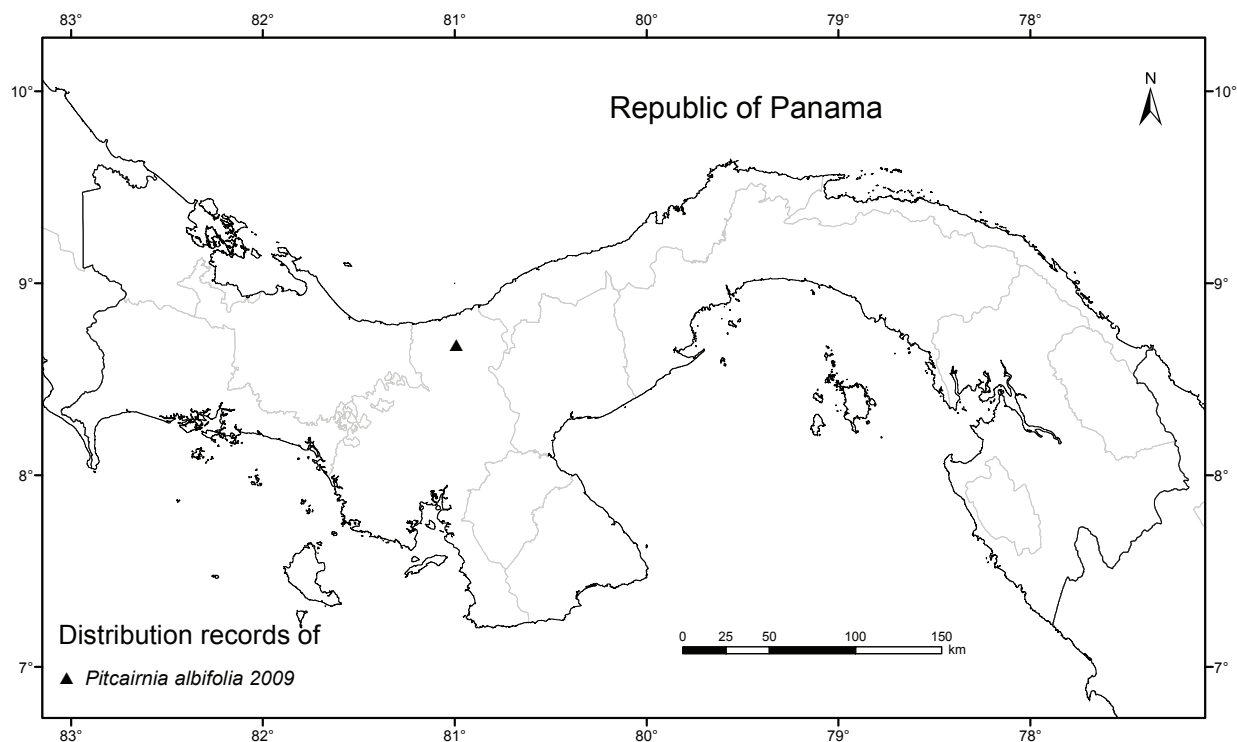 83° 82° 81° 80° 79° 78°
10° 10°
N
Republic of Panama
9° 9°
8° 8°
Distribution records of
▲ Pitcairnia albifolia 2009
0 25 50 100 150
km
7° 7°
83° 82° 81° 80° 79° 78°